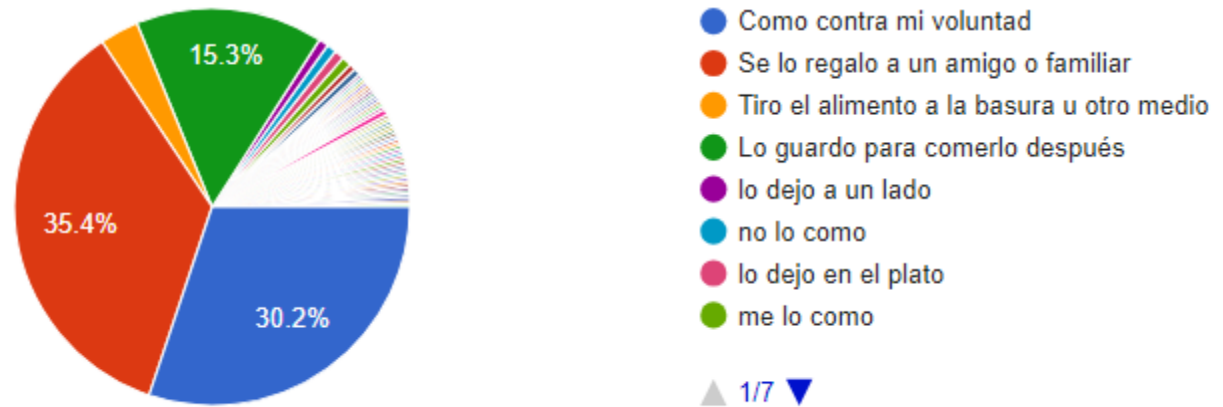 15.3%
35.4%
30.2%
Como contra mi voluntad
Se lo regalo a un amigo o familiar
Tiro el alimento a la basura u otro medio
Lo guardo para comerlo después
lo dejo a un lado
no lo como
lo dejo en el plato
me lo como
1/7